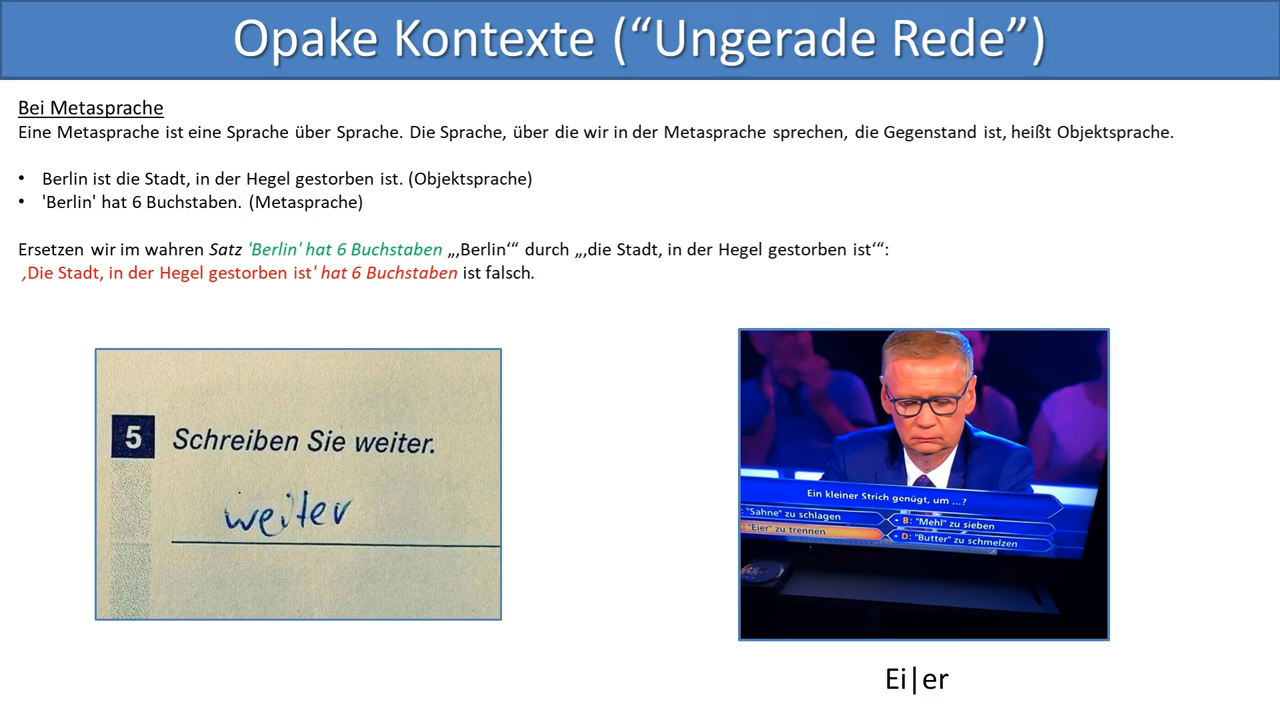 Opake Kontexte (“Ungerade Rede”)
Bei Metasprache
Eine Metasprache ist eine Sprache über Sprache. Die Sprache, über die wir in der Metasprache sprechen, die Gegenstand ist, heißt Objektsprache.
• Berlin ist die Stadt, in der Hegel gestorben ist. (Objektsprache)
• 'Berlin' hat 6 Buchstaben. (Metasprache)
Ersetzen wir im wahren Satz 'Berlin' hat 6 Buchstaben „‚Berlin‘“ durch „‚die Stadt, in der Hegel gestorben ist‘“:
‚Die Stadt, in der Hegel gestorben ist' hat 6 Buchstaben ist falsch.
5 Schreiben Sie weiter.
weiter
Ein kleiner Strich genügt, um ...?
: "Sahne" zu schlagen
B: "Mehl" zu sieben
"Eier" zu trennen
D: "Butter" zu schmelzen
Ei|er